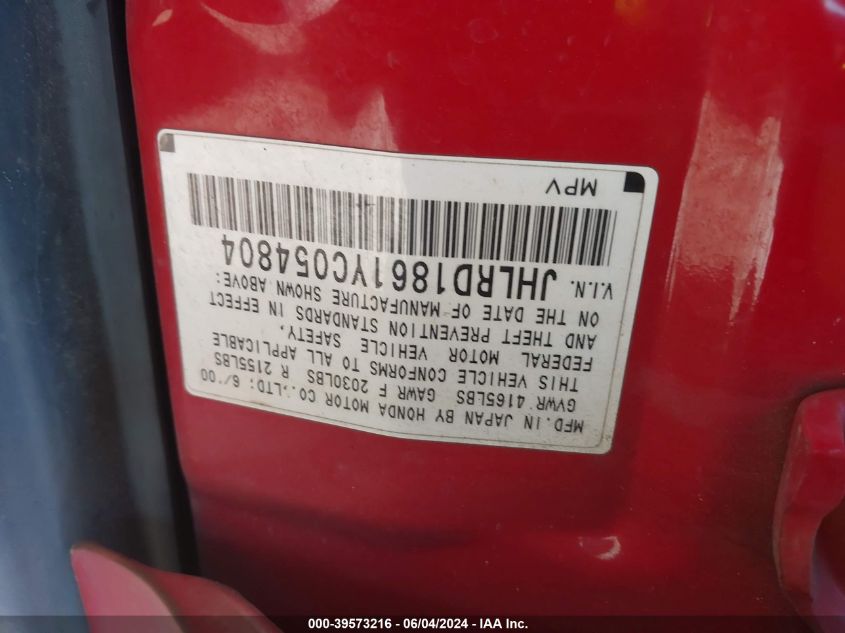 MFD.IN JAPAN BY HONDA MOTOR CO.,LTD; 6/'00
GVWR 4165LBS GAWR F 2030LBS R 2155LBS
THIS VEHICLE CONFORMS TO ALL APPLICABLE
FEDERAL MOTOR VEHICLE SAFETY,
AND THEFT PREVENTION STANDARDS IN EFFECT
ON THE DATE OF MANUFACTURE SHOWN ABOVE:
V.I.N. JHLRD1861YC054804
MPV
000-39573216 - 06/04/2024 - IAA Inc.